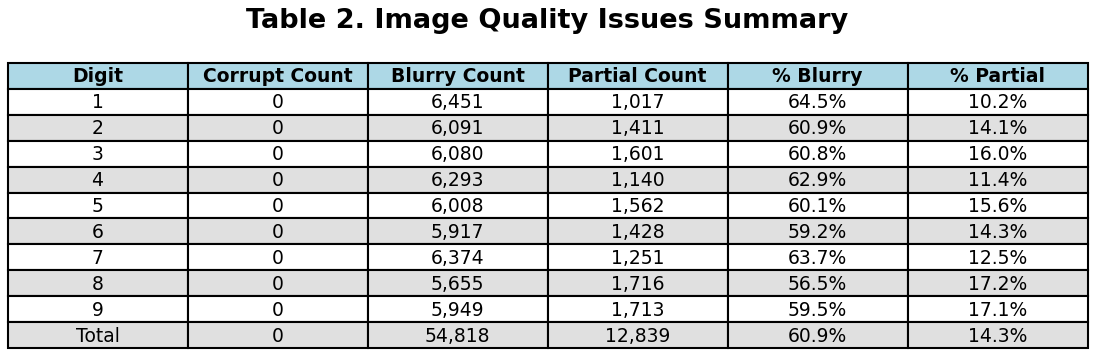 Table 2. Image Quality Issues Summary
Digit Corrupt Count Blurry Count Partial Count % Blurry % Partial
1 0 6,451 1,017 64.5% 10.2%
2 0 6,091 1,411 60.9% 14.1%
3 0 6,080 1,601 60.8% 16.0%
4 0 6,293 1,140 62.9% 11.4%
5 0 6,008 1,562 60.1% 15.6%
6 0 5,917 1,428 59.2% 14.3%
7 0 6,374 1,251 63.7% 12.5%
8 0 5,655 1,716 56.5% 17.2%
9 0 5,949 1,713 59.5% 17.1%
Total 0 54,818 12,839 60.9% 14.3%